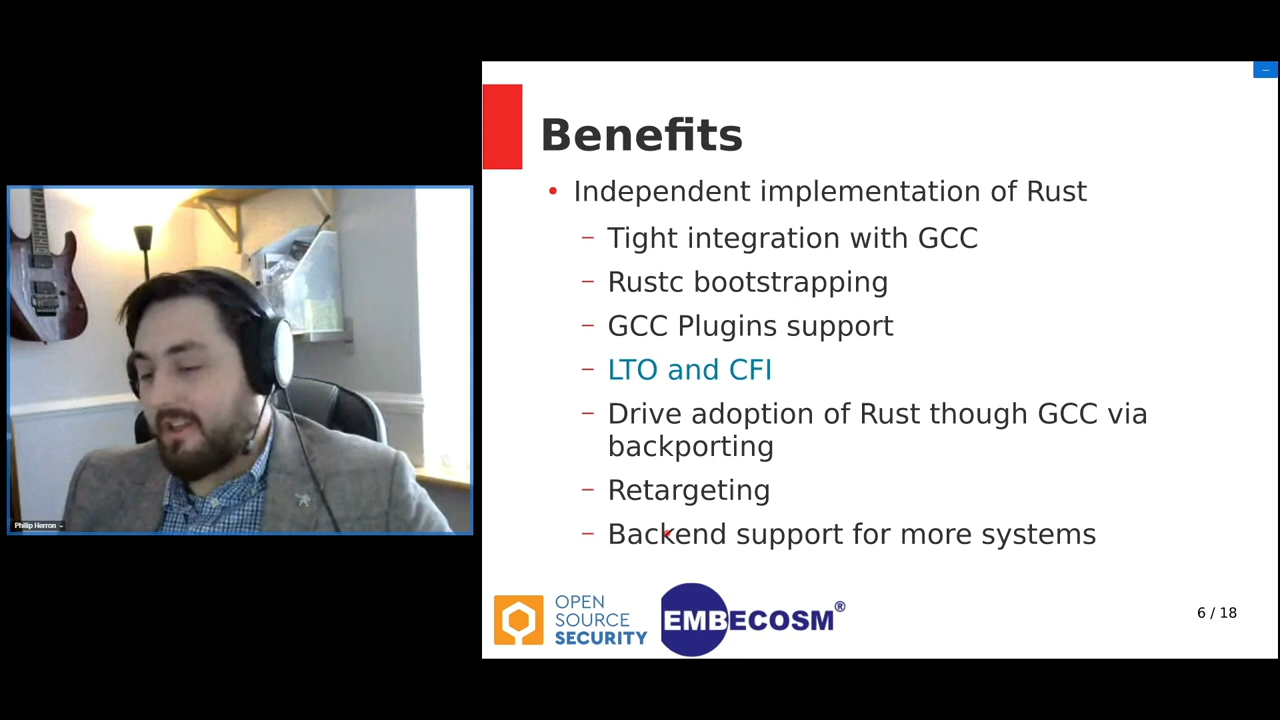 Benefits
Independent implementation of Rust
Tight integration with GCC
Rustc bootstrapping
GCC Plugins support
LTO and CFI
Drive adoption of Rust though GCC via
backporting
Retargeting
Backend support for more systems
OPEN
SOURCE
SECURITY
EMBECOSM®
6 / 18
Philip Herron